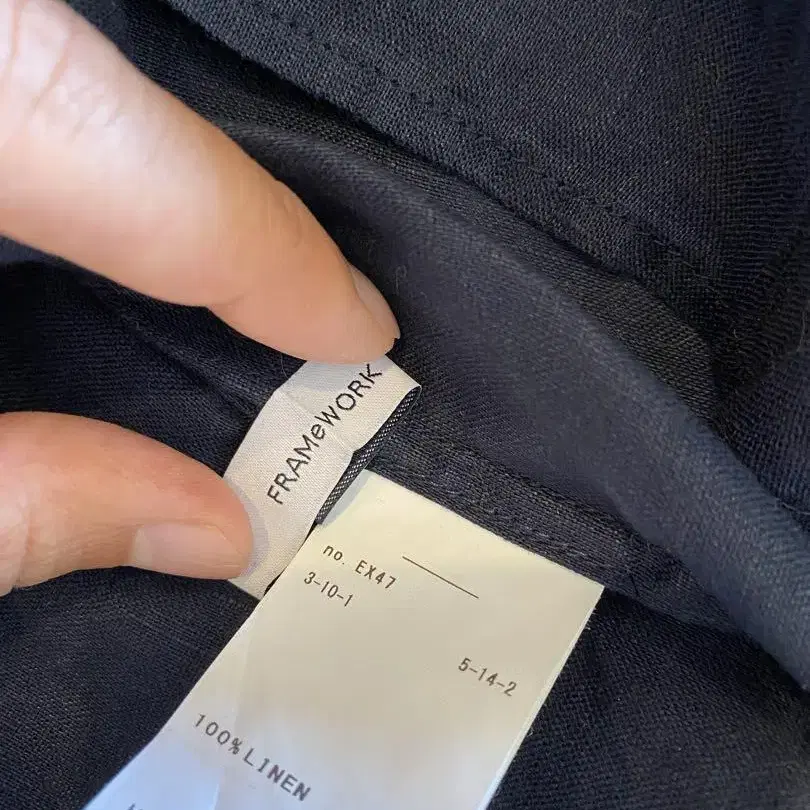 FRAMeWORK
no. EX47
3-10-1
5-14-2
100%LINEN